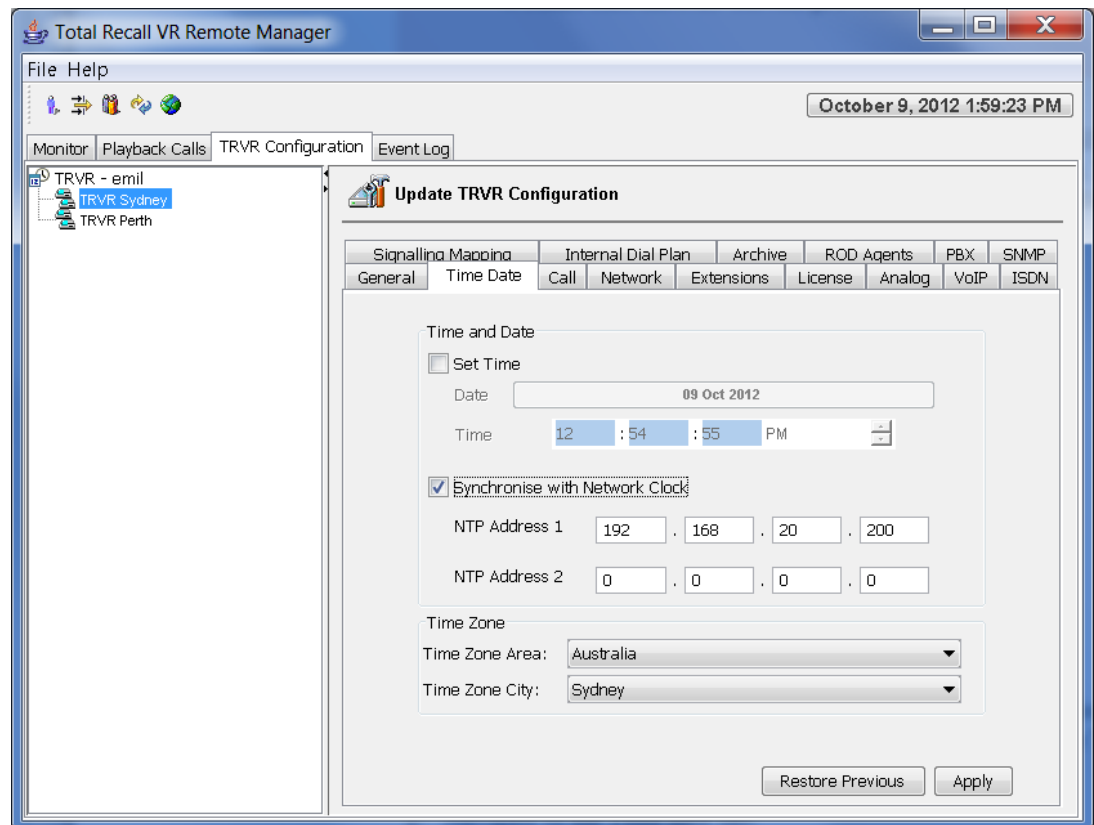 Total Recall VR Remote Manager
File Help
October 9, 2012 1:59:23 PM
Monitor Playback Calls TRVR Configuration Event Log
TRVR - emil
TRVR Sydney
TRVR Perth
Update TRVR Configuration
Signalling Mapping Internal Dial Plan Archive ROD Agents PBX SNMP
General Time Date Call Network Extensions License Analog VoIP ISDN
Time and Date
Set Time
Date 09 Oct 2012
Time 12 : 54 : 55 PM
Synchronise with Network Clock
NTP Address 1 192 . 168 . 20 . 200
NTP Address 2 0 . 0 . 0 . 0
Time Zone
Time Zone Area: Australia
Time Zone City: Sydney
Restore Previous Apply